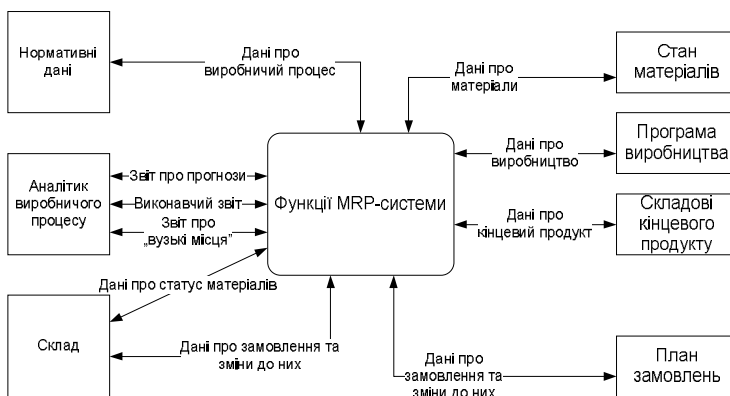 Нормативні
дані
Дані про
виробничий процес
Дані про
матеріали
Стан
матеріалів
Дані про
виробництво
Програма
виробництва
Аналітик
виробничого
процесу
Звіт про прогнози
Виконавчий звіт
Звіт про
„вузькі місця”
Функції MRP-системи
Дані про
кінцевий продукт
Складові
кінцевого
продукту
Дані про статус матеріалів
Склад
Дані про замовлення та
зміни до них
Дані про
замовлення та
зміни до них
План
замовлень